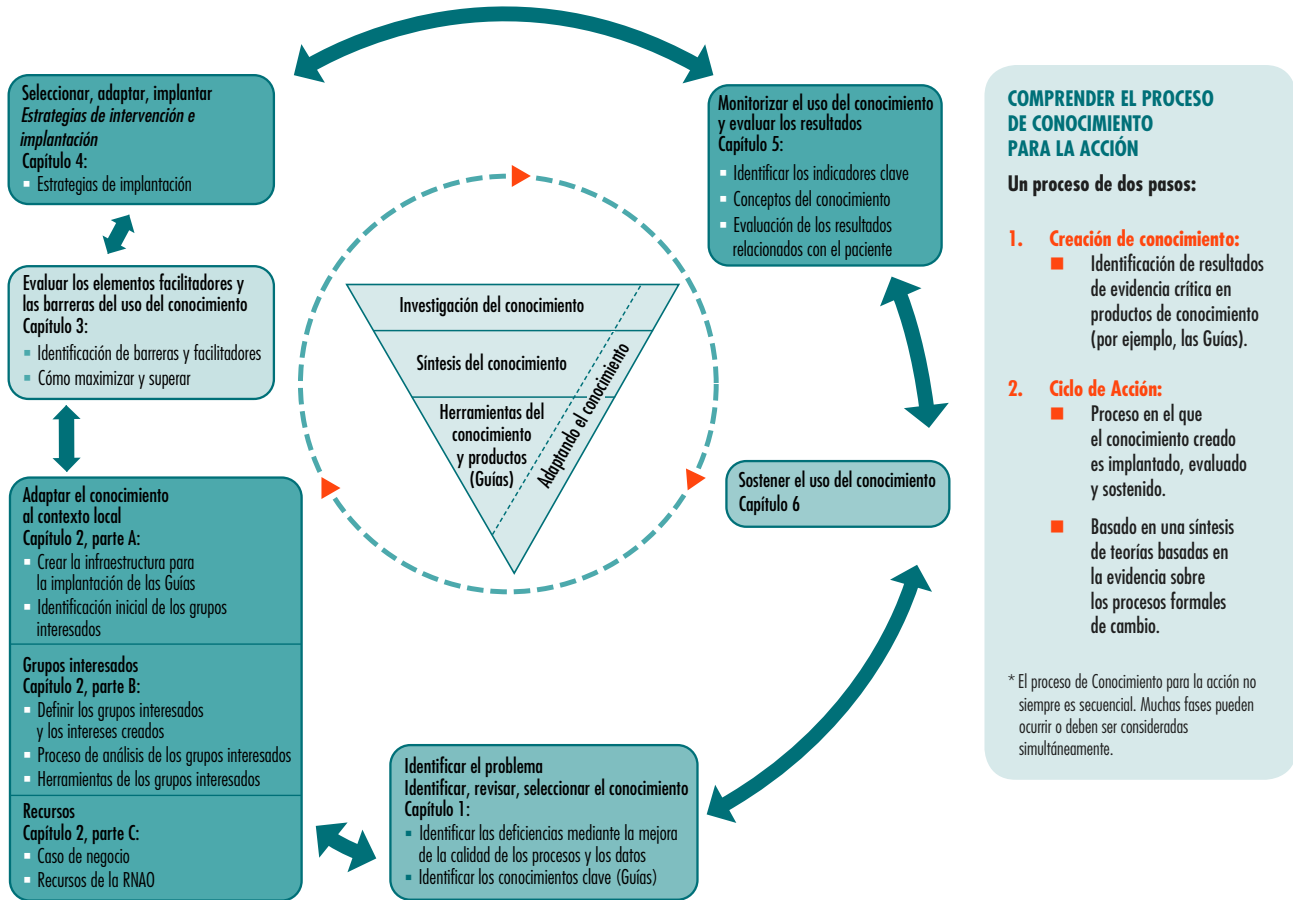 Seleccionar, adaptar, implantar
Estrategias de intervención e
implantación
Capítulo 4:
▪ Estrategias de implantación
Evaluar los elementos facilitadores y
las barreras del uso del conocimiento
Capítulo 3:
▪ Identificación de barreras y facilitadores
▪ Cómo maximizar y superar
Adaptar el conocimiento
al contexto local
Capítulo 2, parte A:
▪ Crear la infraestructura para
la implantación de las Guías
▪ Identificación inicial de los grupos
interesados
Grupos interesados
Capítulo 2, parte B:
▪ Definir los grupos interesados
y los intereses creados
▪ Proceso de análisis de los grupos interesados
▪ Herramientas de los grupos interesados
Recursos
Capítulo 2, parte C:
▪ Caso de negocio
▪ Recursos de la RNAO
Investigación del conocimiento
Síntesis del conocimiento
Herramientas del
conocimiento
y productos
(Guías)
Adaptando el conocimiento
Identificar el problema
Identificar, revisar, seleccionar el conocimiento
Capítulo 1:
▪ Identificar las deficiencias mediante la mejora
de la calidad de los procesos y los datos
▪ Identificar los conocimientos clave (Guías)
Monitorizar el uso del conocimiento
y evaluar los resultados
Capítulo 5:
▪ Identificar los indicadores clave
▪ Conceptos del conocimiento
▪ Evaluación de los resultados
relacionados con el paciente
Sostener el uso del conocimiento
Capítulo 6
COMPRENDER EL PROCESO
DE CONOCIMIENTO
PARA LA ACCIÓN
Un proceso de dos pasos:
1. Creación de conocimiento:
■ Identificación de resultados
de evidencia crítica en
productos de conocimiento
(por ejemplo, las Guías).
2. Ciclo de Acción:
■ Proceso en el que
el conocimiento creado
es implantado, evaluado
y sostenido.
■ Basado en una síntesis
de teorías basadas en
la evidencia sobre
los procesos formales
de cambio.
* El proceso de Conocimiento para la acción no
siempre es secuencial. Muchas fases pueden
ocurrir o deben ser consideradas
simultáneamente.